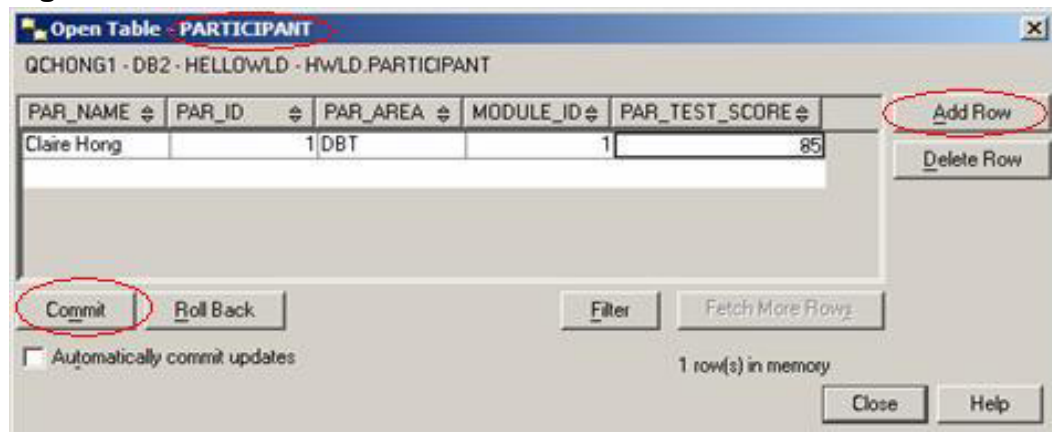 Open Table - PARTICIPANT
QCHONG1 - DB2 - HELLOWLD - HWLD.PARTICIPANT
PAR_NAME PAR_ID PAR_AREA MODULE_ID PAR_TEST_SCORE
Claire Hong 1 DBT 1 85
Add Row
Delete Row
Commit Roll Back Filter Fetch More Rows
Automatically commit updates
1 row(s) in memory
Close Help